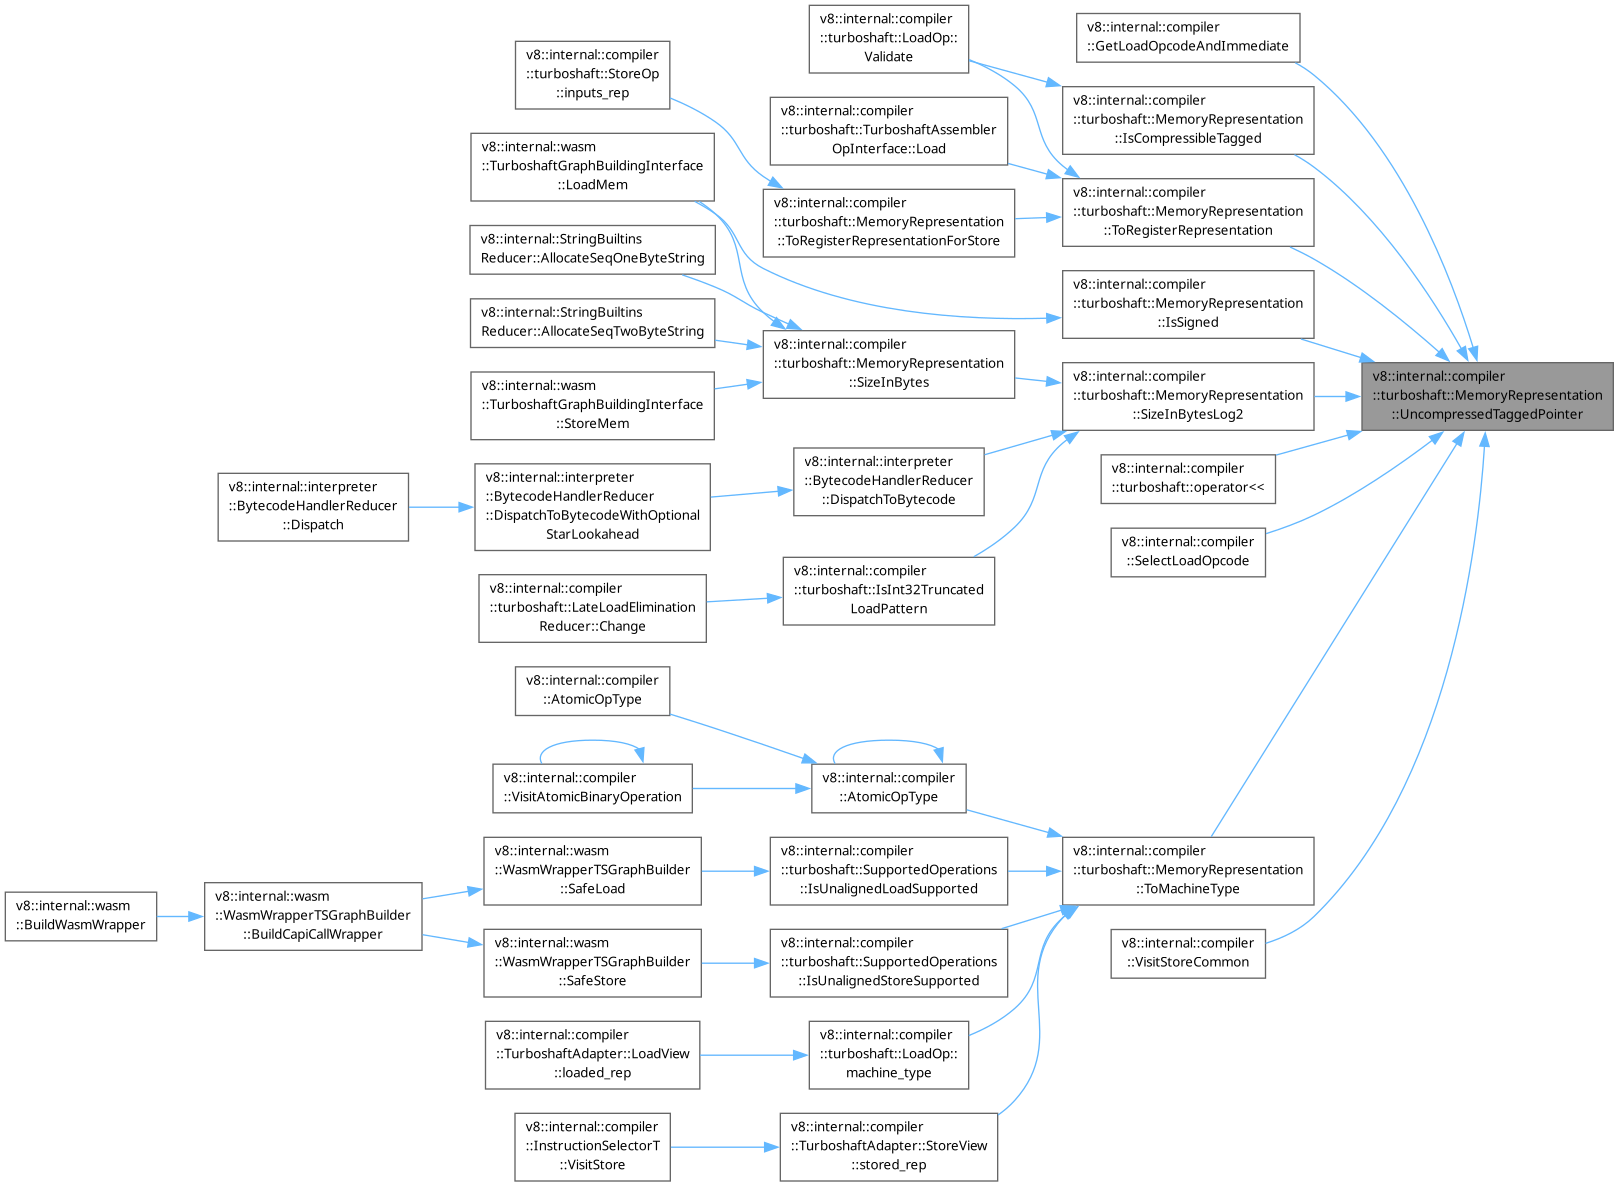 v8::internal::compiler
::turboshaft::LoadOp::
Validate
v8::internal::compiler
::GetLoadOpcodeAndImmediate
v8::internal::compiler
::turboshaft::StoreOp
::inputs_rep
v8::internal::compiler
::turboshaft::MemoryRepresentation
::IsCompressibleTagged
v8::internal::compiler
::turboshaft::TurboshaftAssembler
OpInterface::Load
v8::internal::wasm
::TurboshaftGraphBuildingInterface
::LoadMem
v8::internal::compiler
::turboshaft::MemoryRepresentation
::ToRegisterRepresentation
v8::internal::compiler
::turboshaft::MemoryRepresentation
::ToRegisterRepresentationForStore
v8::internal::StringBuiltins
Reducer::AllocateSeqOneByteString
v8::internal::compiler
::turboshaft::MemoryRepresentation
::IsSigned
v8::internal::StringBuiltins
Reducer::AllocateSeqTwoByteString
v8::internal::compiler
::turboshaft::MemoryRepresentation
::SizeInBytes
v8::internal::compiler
::turboshaft::MemoryRepresentation
::SizeInBytesLog2
v8::internal::compiler
::turboshaft::MemoryRepresentation
::UncompressedTaggedPointer
v8::internal::wasm
::TurboshaftGraphBuildingInterface
::StoreMem
v8::internal::interpreter
::BytecodeHandlerReducer
::DispatchToBytecode
v8::internal::compiler
::turboshaft::operator<<
v8::internal::interpreter
::BytecodeHandlerReducer
::Dispatch
v8::internal::interpreter
::BytecodeHandlerReducer
::DispatchToBytecodeWithOptional
StarLookahead
v8::internal::compiler
::SelectLoadOpcode
v8::internal::compiler
::turboshaft::IsInt32Truncated
LoadPattern
v8::internal::compiler
::turboshaft::LateLoadElimination
Reducer::Change
v8::internal::compiler
::AtomicOpType
v8::internal::compiler
::VisitAtomicBinaryOperation
v8::internal::compiler
::AtomicOpType
v8::internal::wasm
::WasmWrapperTSGraphBuilder
::SafeLoad
v8::internal::compiler
::turboshaft::SupportedOperations
::IsUnalignedLoadSupported
v8::internal::compiler
::turboshaft::MemoryRepresentation
::ToMachineType
v8::internal::wasm
::BuildWasmWrapper
v8::internal::wasm
::WasmWrapperTSGraphBuilder
::BuildCapiCallWrapper
v8::internal::wasm
::WasmWrapperTSGraphBuilder
::SafeStore
v8::internal::compiler
::turboshaft::SupportedOperations
::IsUnalignedStoreSupported
v8::internal::compiler
::VisitStoreCommon
v8::internal::compiler
::TurboshaftAdapter::LoadView
::loaded_rep
v8::internal::compiler
::turboshaft::LoadOp::
machine_type
v8::internal::compiler
::InstructionSelectorT
::VisitStore
v8::internal::compiler
::TurboshaftAdapter::StoreView
::stored_rep